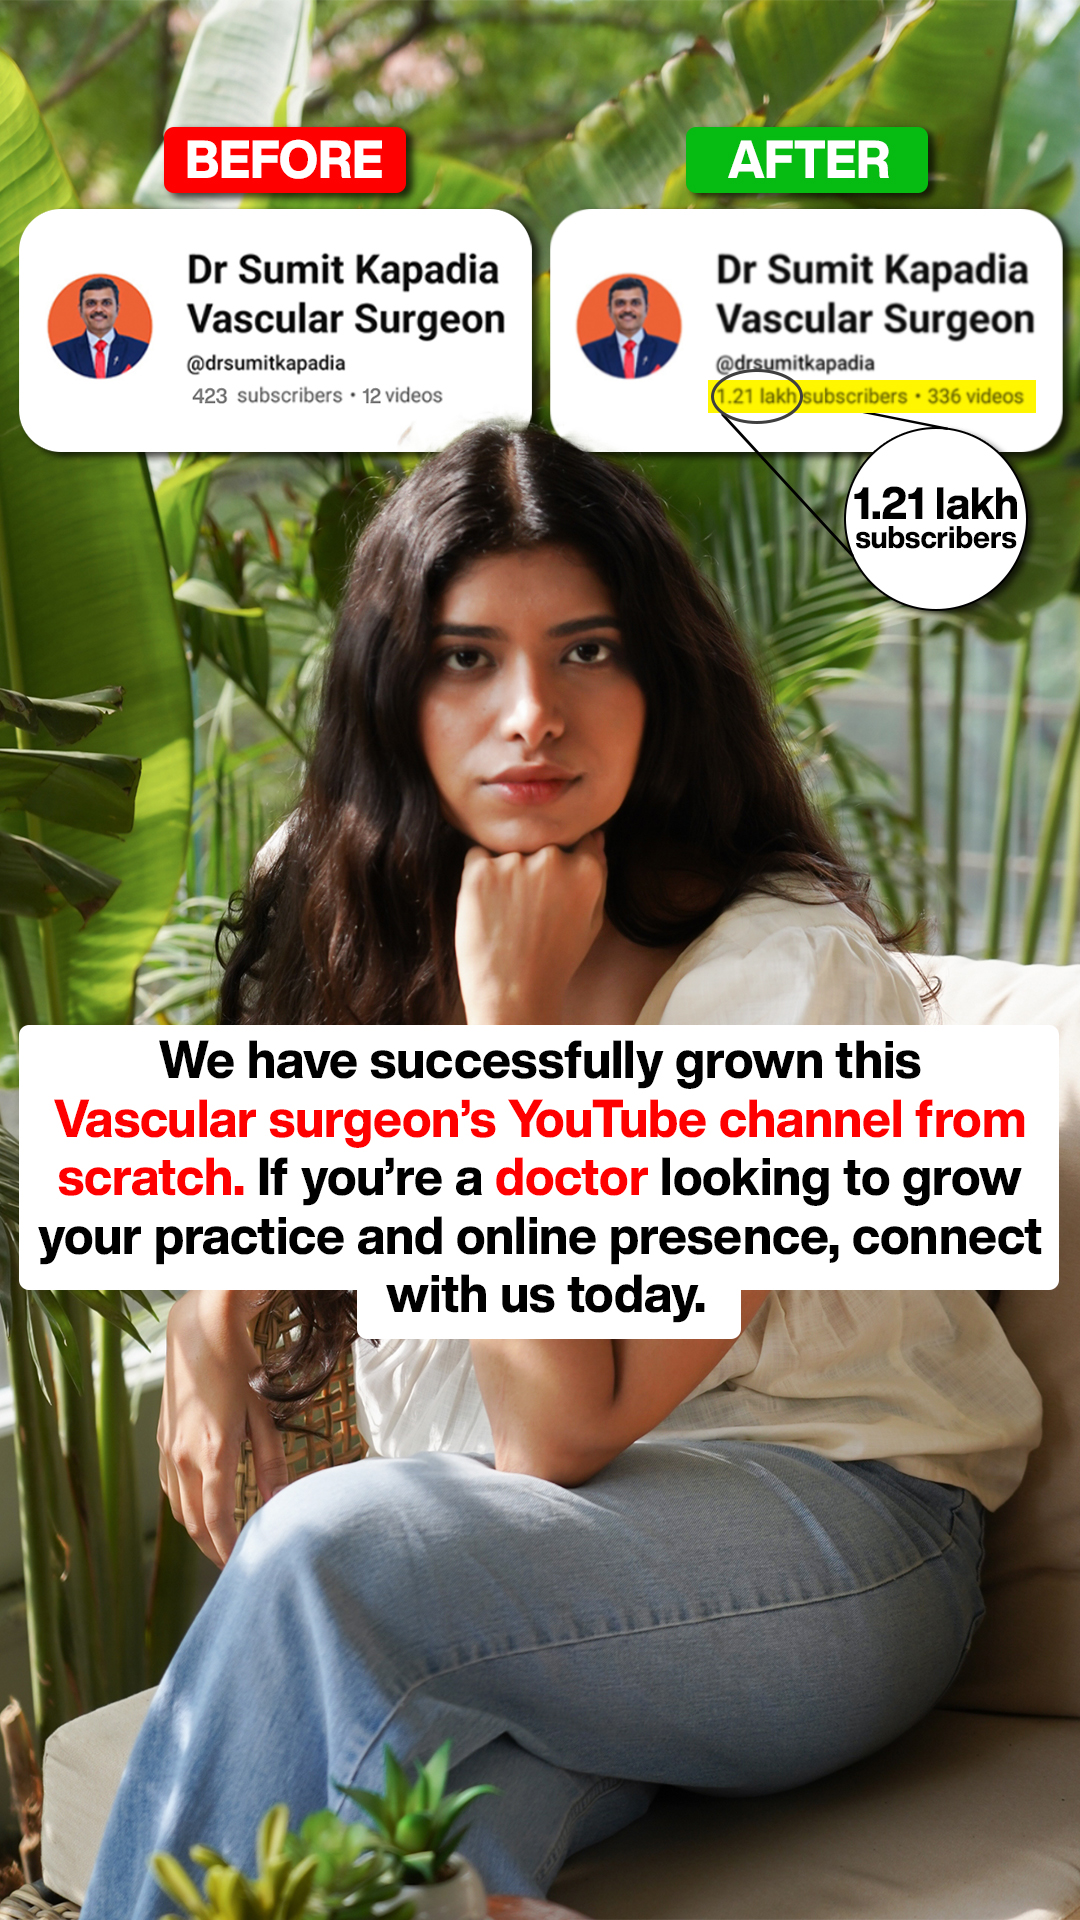 BEFORE
AFTER
Dr Sumit Kapadia
Vascular Surgeon
@drsumitkapadia
423 subscribers • 12 videos
Dr Sumit Kapadia
Vascular Surgeon
@drsumitkapadia
1.21 lakh subscribers • 336 videos
1.21 lakh
subscribers
We have successfully grown this
Vascular surgeon’s YouTube channel from
scratch. If you’re a doctor looking to grow
your practice and online presence, connect
with us today.